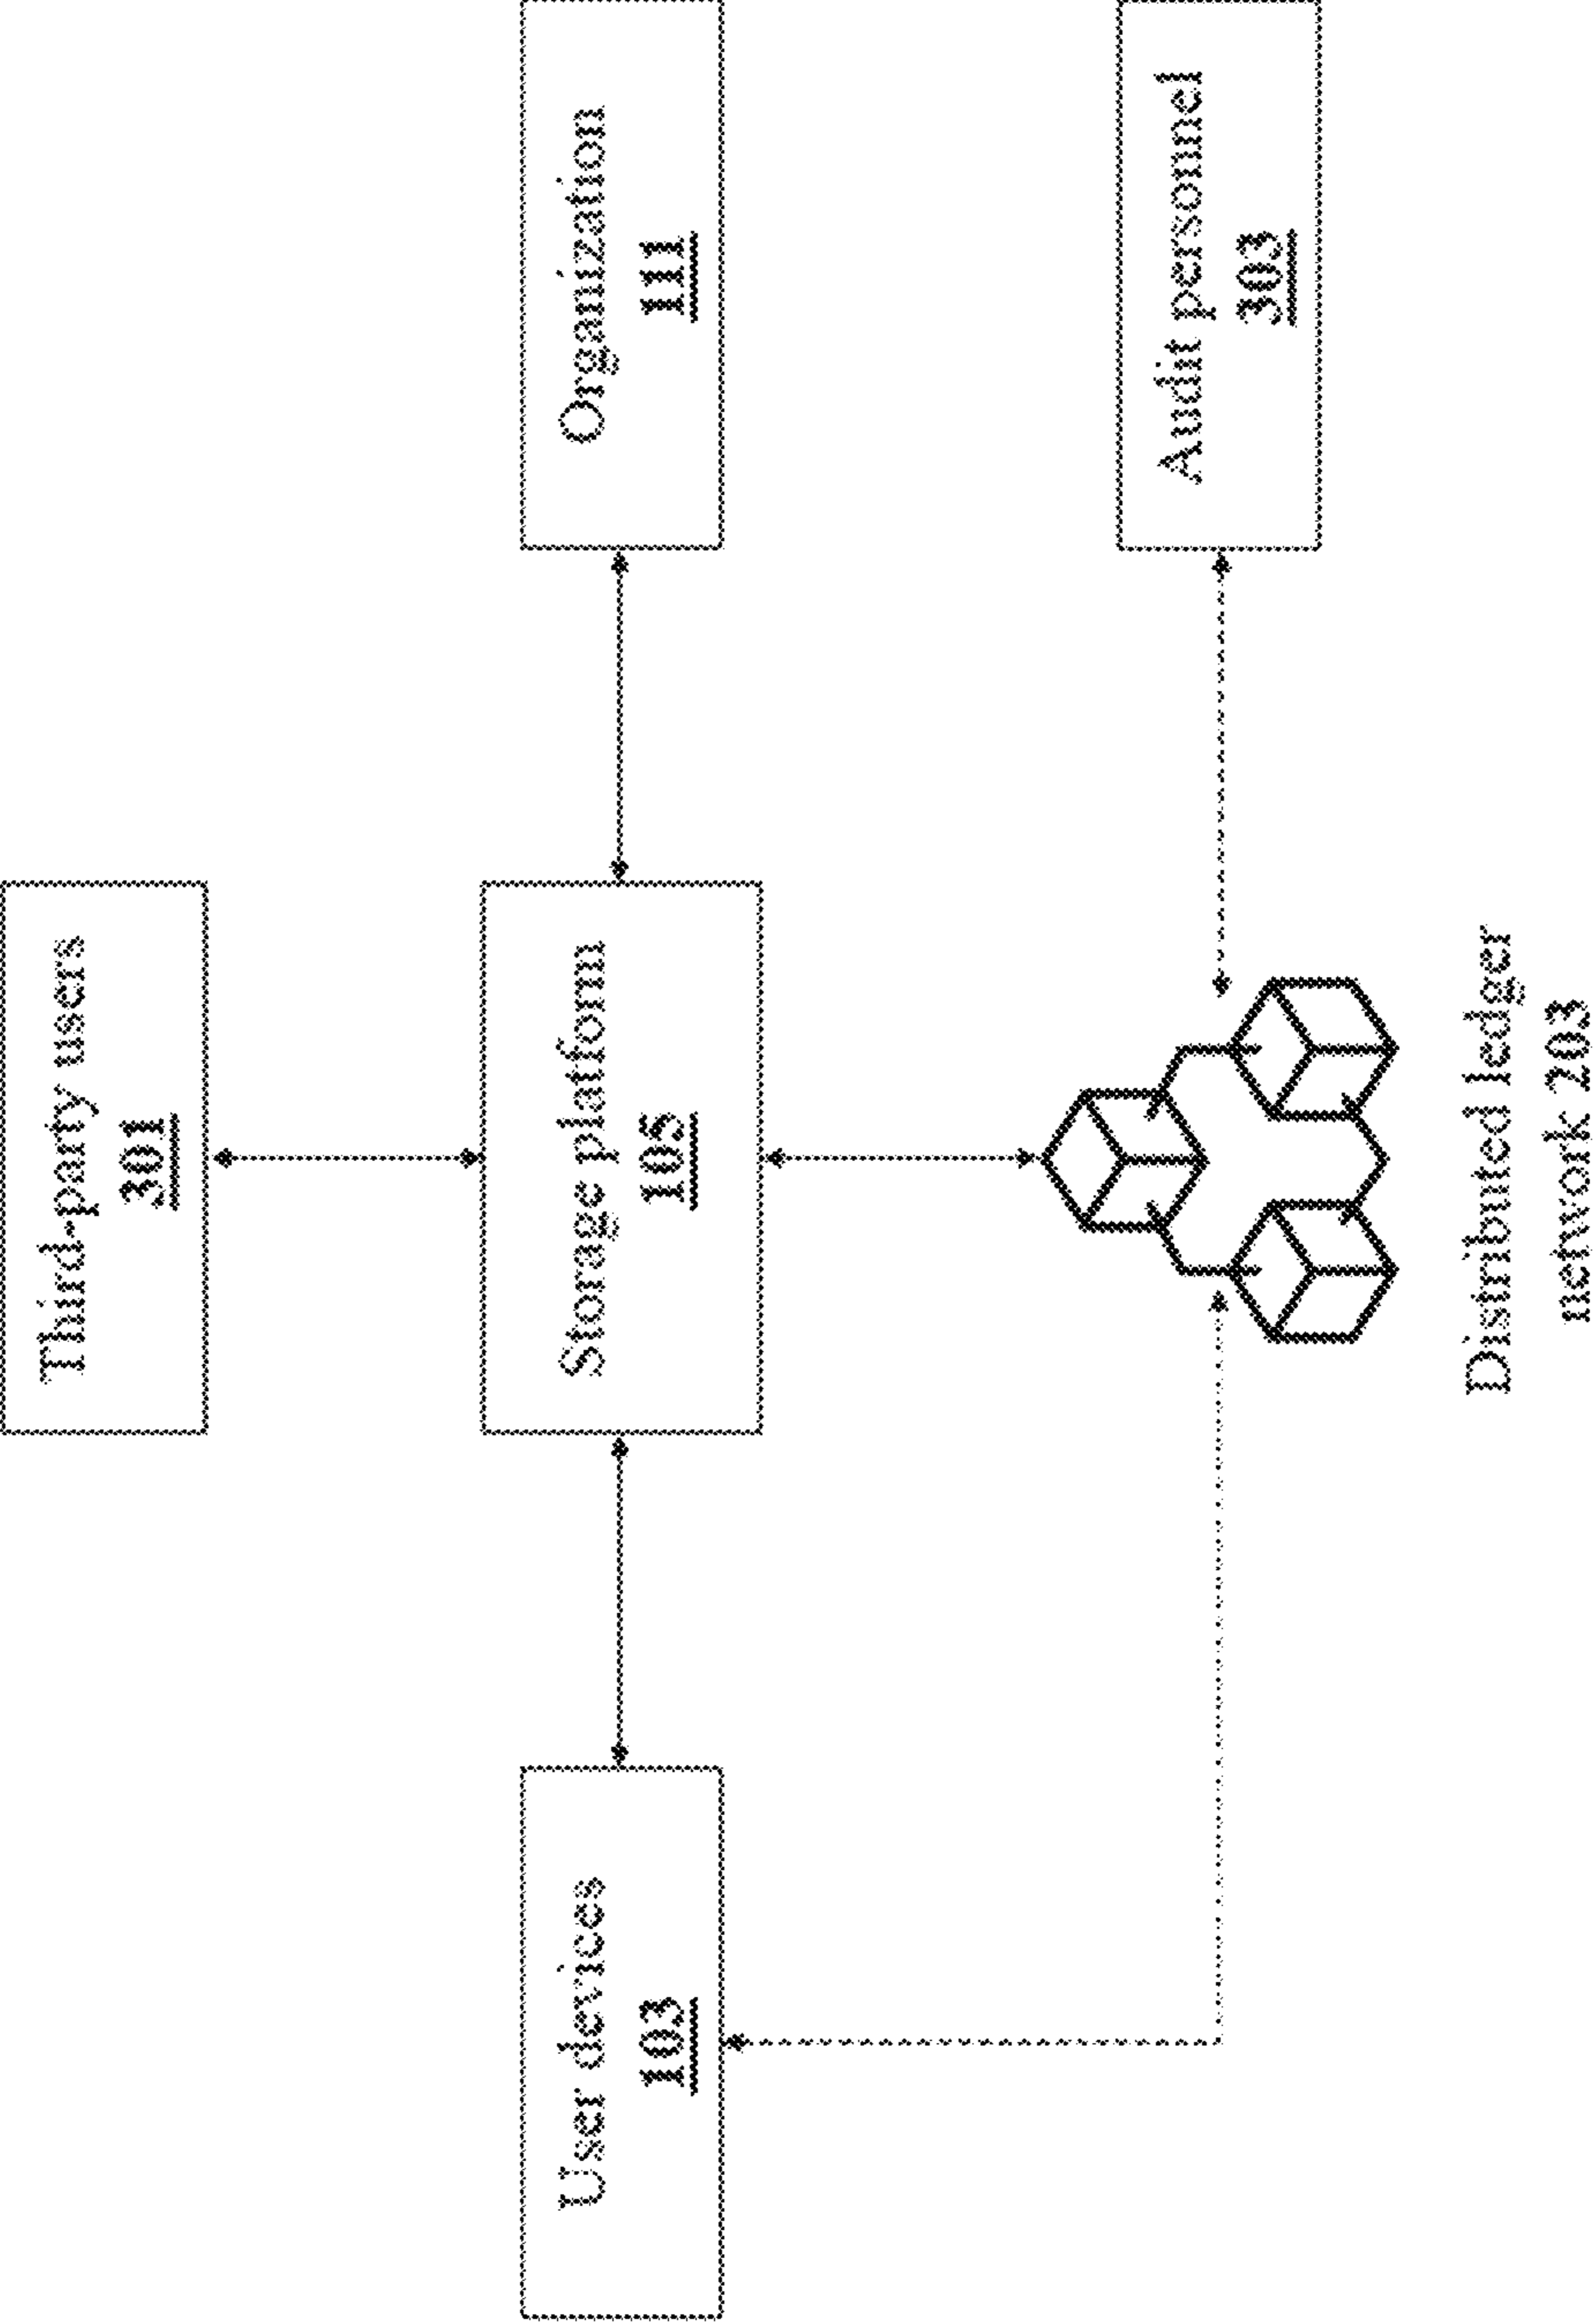 Third-party users
301
User devices
103
Storage platform
105
Organization
111
Distributed ledger
network 203
Audit personnel
303